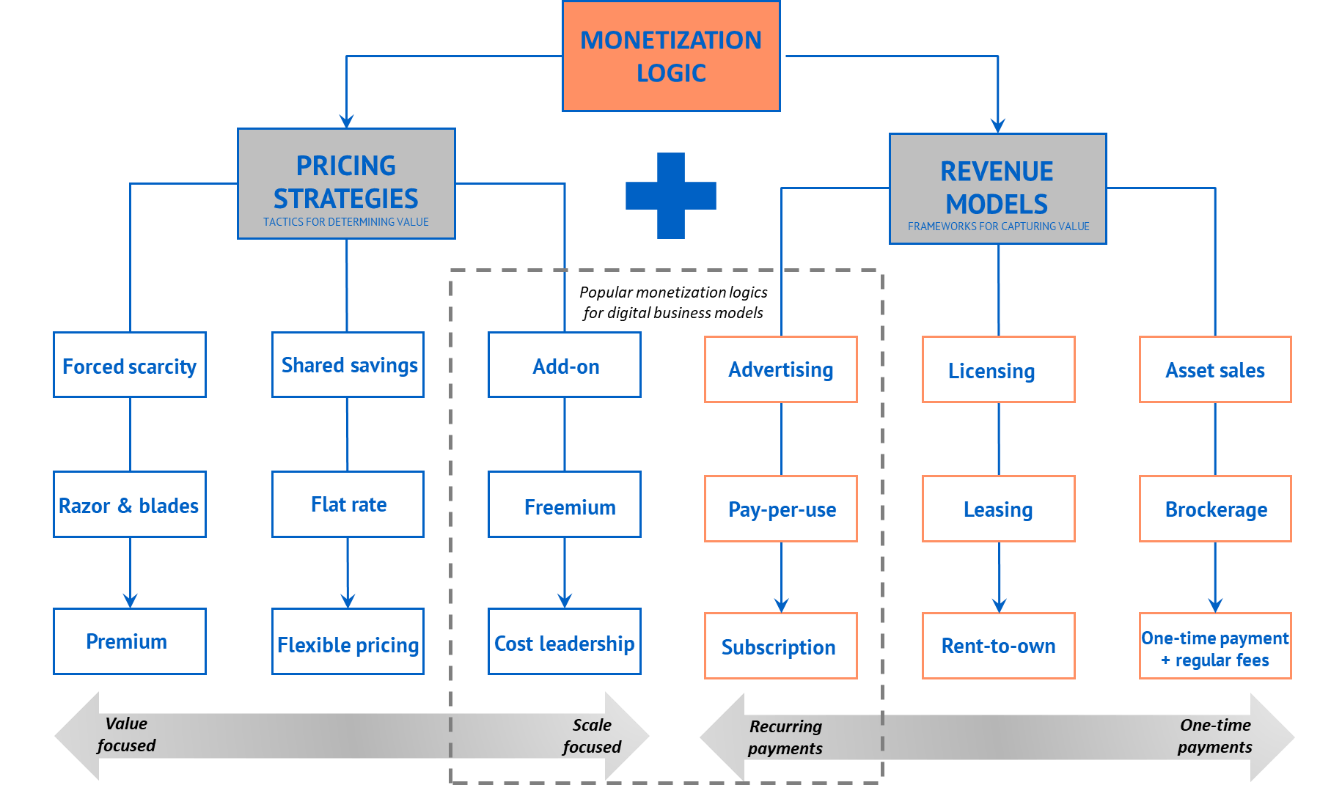 MONETIZATION
LOGIC
PRICING
STRATEGIES
TACTICS FOR DETERMINING VALUE
REVENUE
MODELS
FRAMEWORKS FOR CAPTURING VALUE
Popular monetization logics
for digital business models
Forced scarcity
Shared savings
Add-on
Advertising
Licensing
Asset sales
Razor & blades
Flat rate
Freemium
Pay-per-use
Leasing
Brockerage
Premium
Flexible pricing
Cost leadership
Subscription
Rent-to-own
One-time payment
+ regular fees
Value
focused
Scale
focused
Recurring
payments
One-time
payments